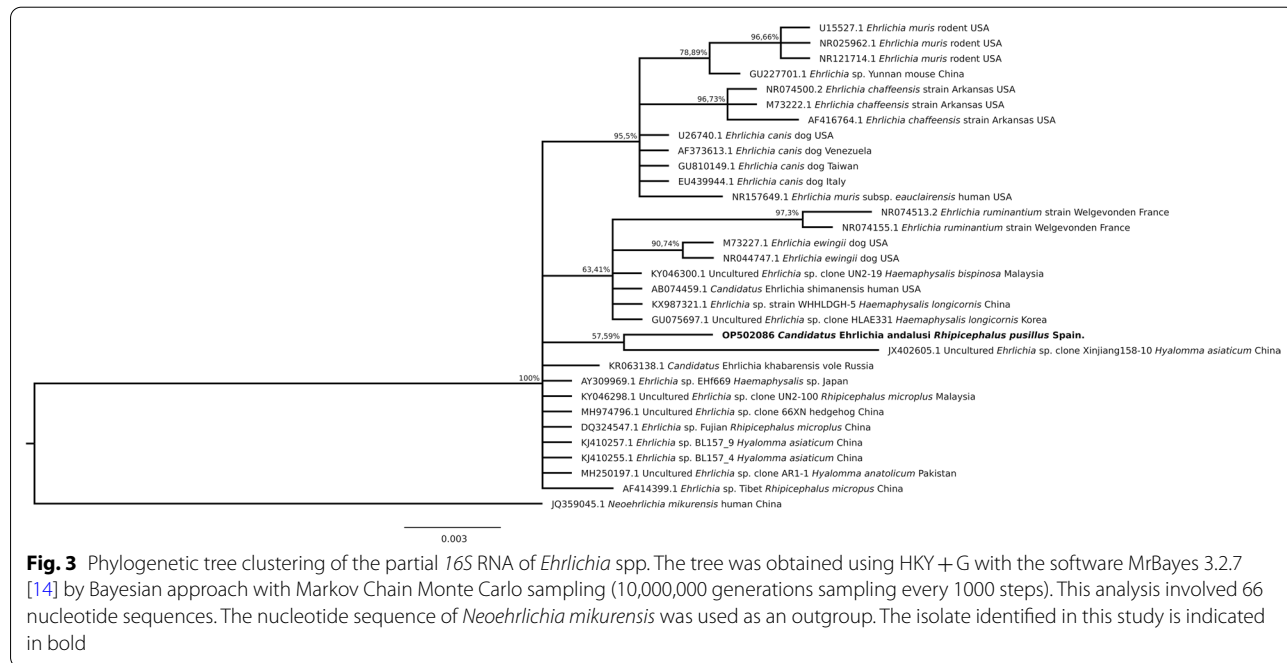 U15527.1 Ehrlichia muris rodent USA
96,66%
NR025962.1 Ehrlichia muris rodent USA
78,89%
NR121714.1 Ehrlichia muris rodent USA
GU227701.1 Ehrlichia sp. Yunnan mouse China
NR074500.2 Ehrlichia chaffeensis strain Arkansas USA
96,73%
M73222.1 Ehrlichia chaffeensis strain Arkansas USA
AF416764.1 Ehrlichia chaffeensis strain Arkansas USA
95,5%
U26740.1 Ehrlichia canis dog USA
AF373613.1 Ehrlichia canis dog Venezuela
GU810149.1 Ehrlichia canis dog Taiwan
EU439944.1 Ehrlichia canis dog Italy
NR157649.1 Ehrlichia muris subsp. eauclairensis human USA
97,3%
NR074513.2 Ehrlichia ruminantium strain Welgevonden France
NR074155.1 Ehrlichia ruminantium strain Welgevonden France
90,74%
M73227.1 Ehrlichia ewingii dog USA
NR044747.1 Ehrlichia ewingii dog USA
63,41%
KY046300.1 Uncultured Ehrlichia sp. clone UN2-19 Haemaphysalis bispinosa Malaysia
AB074459.1 Candidatus Ehrlichia shimanensis human USA
KX987321.1 Ehrlichia sp. strain WHHLDGH-5 Haemaphysalis longicornis China
GU075697.1 Uncultured Ehrlichia sp. clone HLAE331 Haemaphysalis longicornis Korea
57,59%
OP502086 Candidatus Ehrlichia andalusi Rhipicephalus pusillus Spain.
JX402605.1 Uncultured Ehrlichia sp. clone Xinjiang158-10 Hyalomma asiaticum China
KR063138.1 Candidatus Ehrlichia khabarensis vole Russia
100%
AY309969.1 Ehrlichia sp. EHf669 Haemaphysalis sp. Japan
KY046298.1 Uncultured Ehrlichia sp. clone UN2-100 Rhipicephalus microplus Malaysia
MH974796.1 Uncultured Ehrlichia sp. clone 66XN hedgehog China
DQ324547.1 Ehrlichia sp. Fujian Rhipicephalus microplus China
KJ410257.1 Ehrlichia sp. BL157_9 Hyalomma asiaticum China
KJ410255.1 Ehrlichia sp. BL157_4 Hyalomma asiaticum China
MH250197.1 Uncultured Ehrlichia sp. clone AR1-1 Hyalomma anatolicum Pakistan
AF414399.1 Ehrlichia sp. Tibet Rhipicephalus micropus China
JQ359045.1 Neoehrlichia mikurensis human China
0.003
Fig. 3 Phylogenetic tree clustering of the partial 16S RNA of Ehrlichia spp. The tree was obtained using HKY + G with the software MrBayes 3.2.7
[14] by Bayesian approach with Markov Chain Monte Carlo sampling (10,000,000 generations sampling every 1000 steps). This analysis involved 66
nucleotide sequences. The nucleotide sequence of Neoehrlichia mikurensis was used as an outgroup. The isolate identified in this study is indicated
in bold